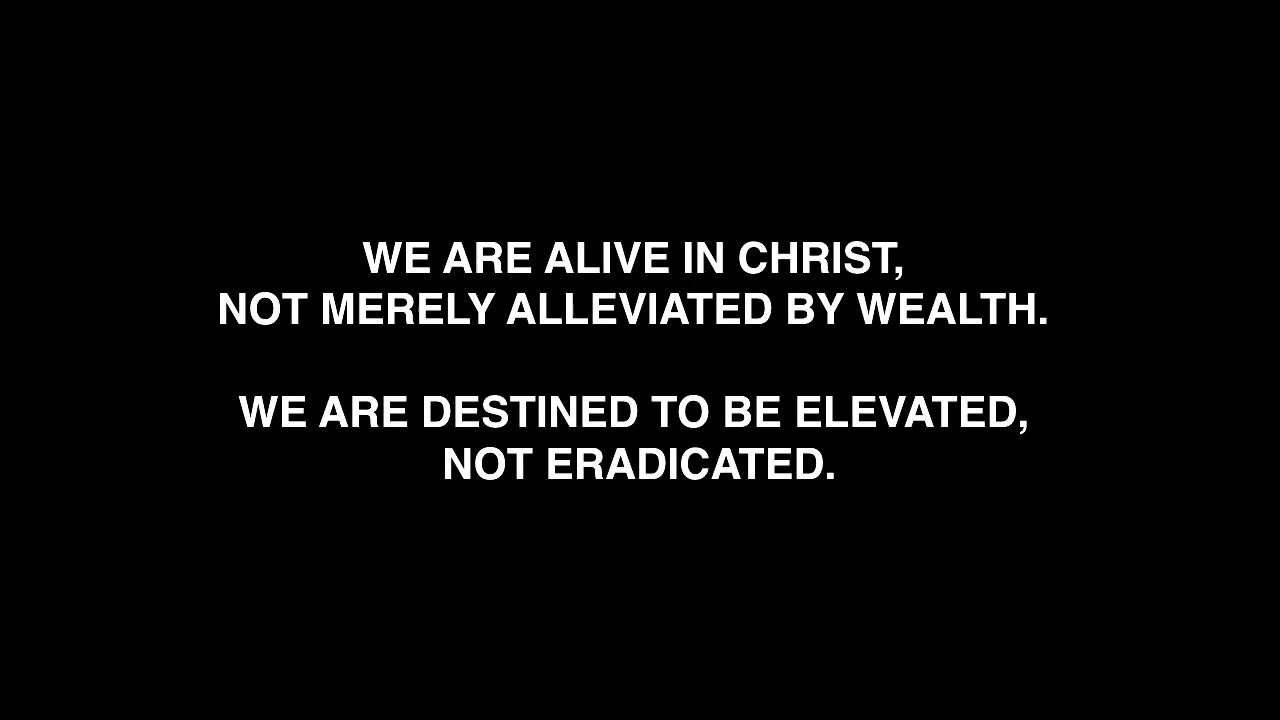 WE ARE ALIVE IN CHRIST,
NOT MERELY ALLEVIATED BY WEALTH.
WE ARE DESTINED TO BE ELEVATED,
NOT ERADICATED.